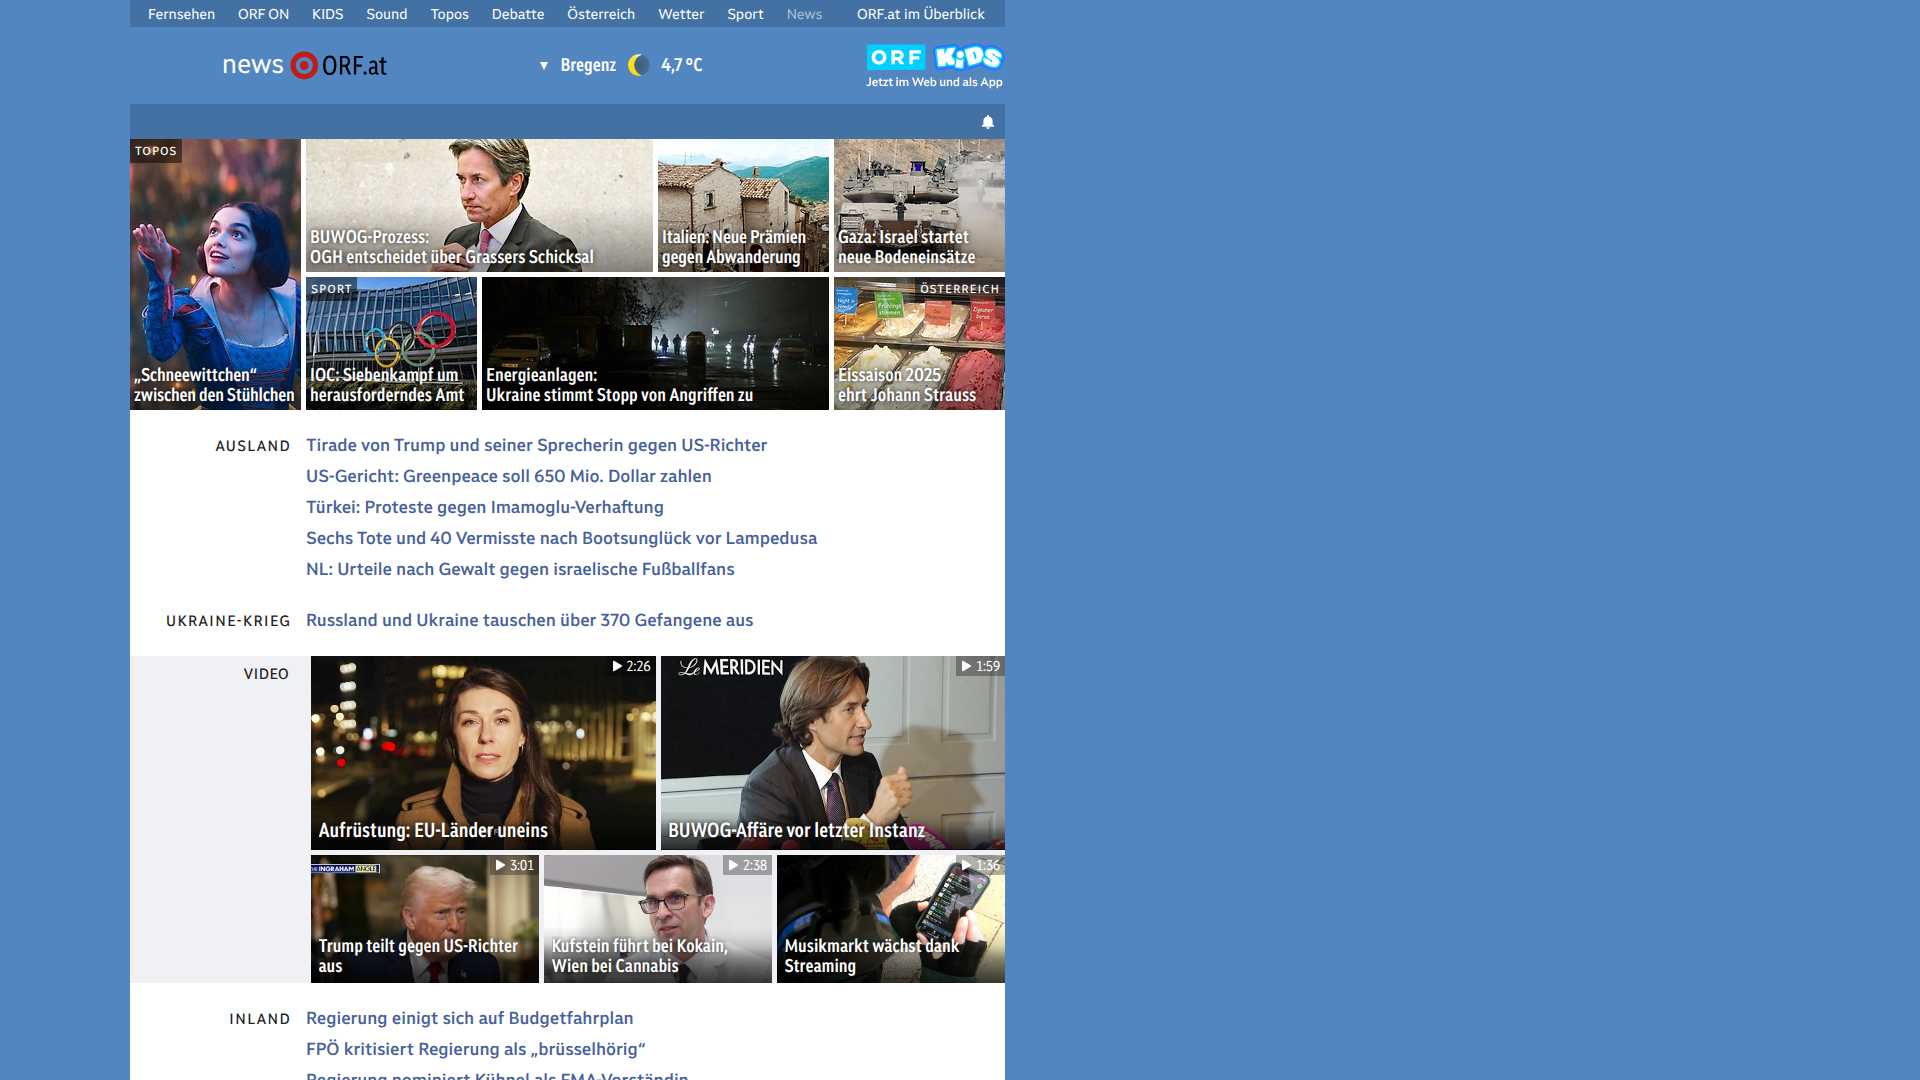 Fernsehen ORF ON KIDS Sound Topos Debatte Österreich Wetter Sport News ORF.at im Überblick
news ORF.at
▼ Bregenz 4,7 °C
ORF KiDS
Jetzt im Web und als App
TOPOS
„Schneewittchen“
zwischen den Stühlchen
BUWOG-Prozess:
OGH entscheidet über Grassers Schicksal
Italien: Neue Prämien
gegen Abwanderung
Gaza: Israel startet
neue Bodeneinsätze
SPORT
IOC: Siebenkampf um
herausforderndes Amt
Energieanlagen:
Ukraine stimmt Stopp von Angriffen zu
ÖSTERREICH
Eissaison 2025
ehrt Johann Strauss
AUSLAND
Tirade von Trump und seiner Sprecherin gegen US-Richter
US-Gericht: Greenpeace soll 650 Mio. Dollar zahlen
Türkei: Proteste gegen Imamoglu-Verhaftung
Sechs Tote und 40 Vermisste nach Bootsunglück vor Lampedusa
NL: Urteile nach Gewalt gegen israelische Fußballfans
UKRAINE-KRIEG
Russland und Ukraine tauschen über 370 Gefangene aus
VIDEO
2:26
Aufrüstung: EU-Länder uneins
Le MERIDIEN
1:59
BUWOG-Affäre vor letzter Instanz
INGRAHAM ANGLE
3:01
Trump teilt gegen US-Richter
aus
2:38
Kufstein führt bei Kokain,
Wien bei Cannabis
1:36
Musikmarkt wächst dank
Streaming
INLAND
Regierung einigt sich auf Budgetfahrplan
FPÖ kritisiert Regierung als „brüsselhörig“
Regierung nominiert Kühnel als FMA-Vorständin